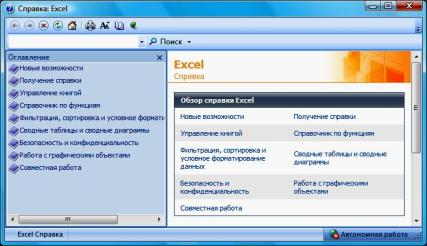 Справка: Excel
Поиск
Оглавление
Новые возможности
Получение справки
Управление книгой
Справочник по функциям
Фильтрация, сортировка и условное формати
Сводные таблицы и сводные диаграммы
Безопасность и конфиденциальность
Работа с графическими объектами
Совместная работа
Excel
Справка
Обзор справки Excel
Новые возможности Получение справки
Управление книгой Справочник по функциям
Фильтрация, сортировка и
условное форматирование
данных
Сводные таблицы и сводные
диаграммы
Безопасность и
конфиденциальность
Работа с графическими
объектами
Совместная работа
Excel Справка Автономная работа